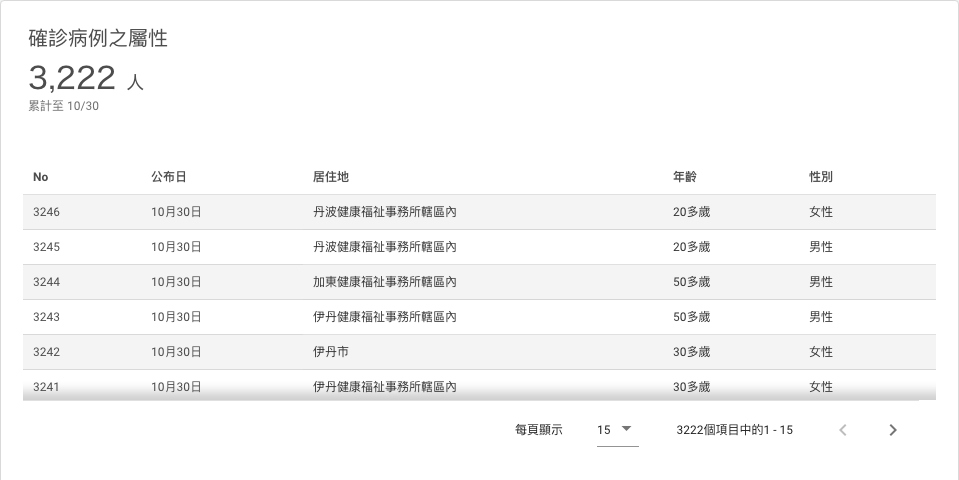 確診病例之屬性
3,222 人
累計至 10/30
No 公布日 居住地 年齡 性別
3246 10月30日 丹波健康福祉事務所轄區內 20多歲 女性
3245 10月30日 丹波健康福祉事務所轄區內 20多歲 男性
3244 10月30日 加東健康福祉事務所轄區內 50多歲 男性
3243 10月30日 伊丹健康福祉事務所轄區內 50多歲 男性
3242 10月30日 伊丹市 30多歲 女性
3241 10月30日 伊丹健康福祉事務所轄區內 30多歲 女性
每頁顯示 15 3222個項目中的1 - 15